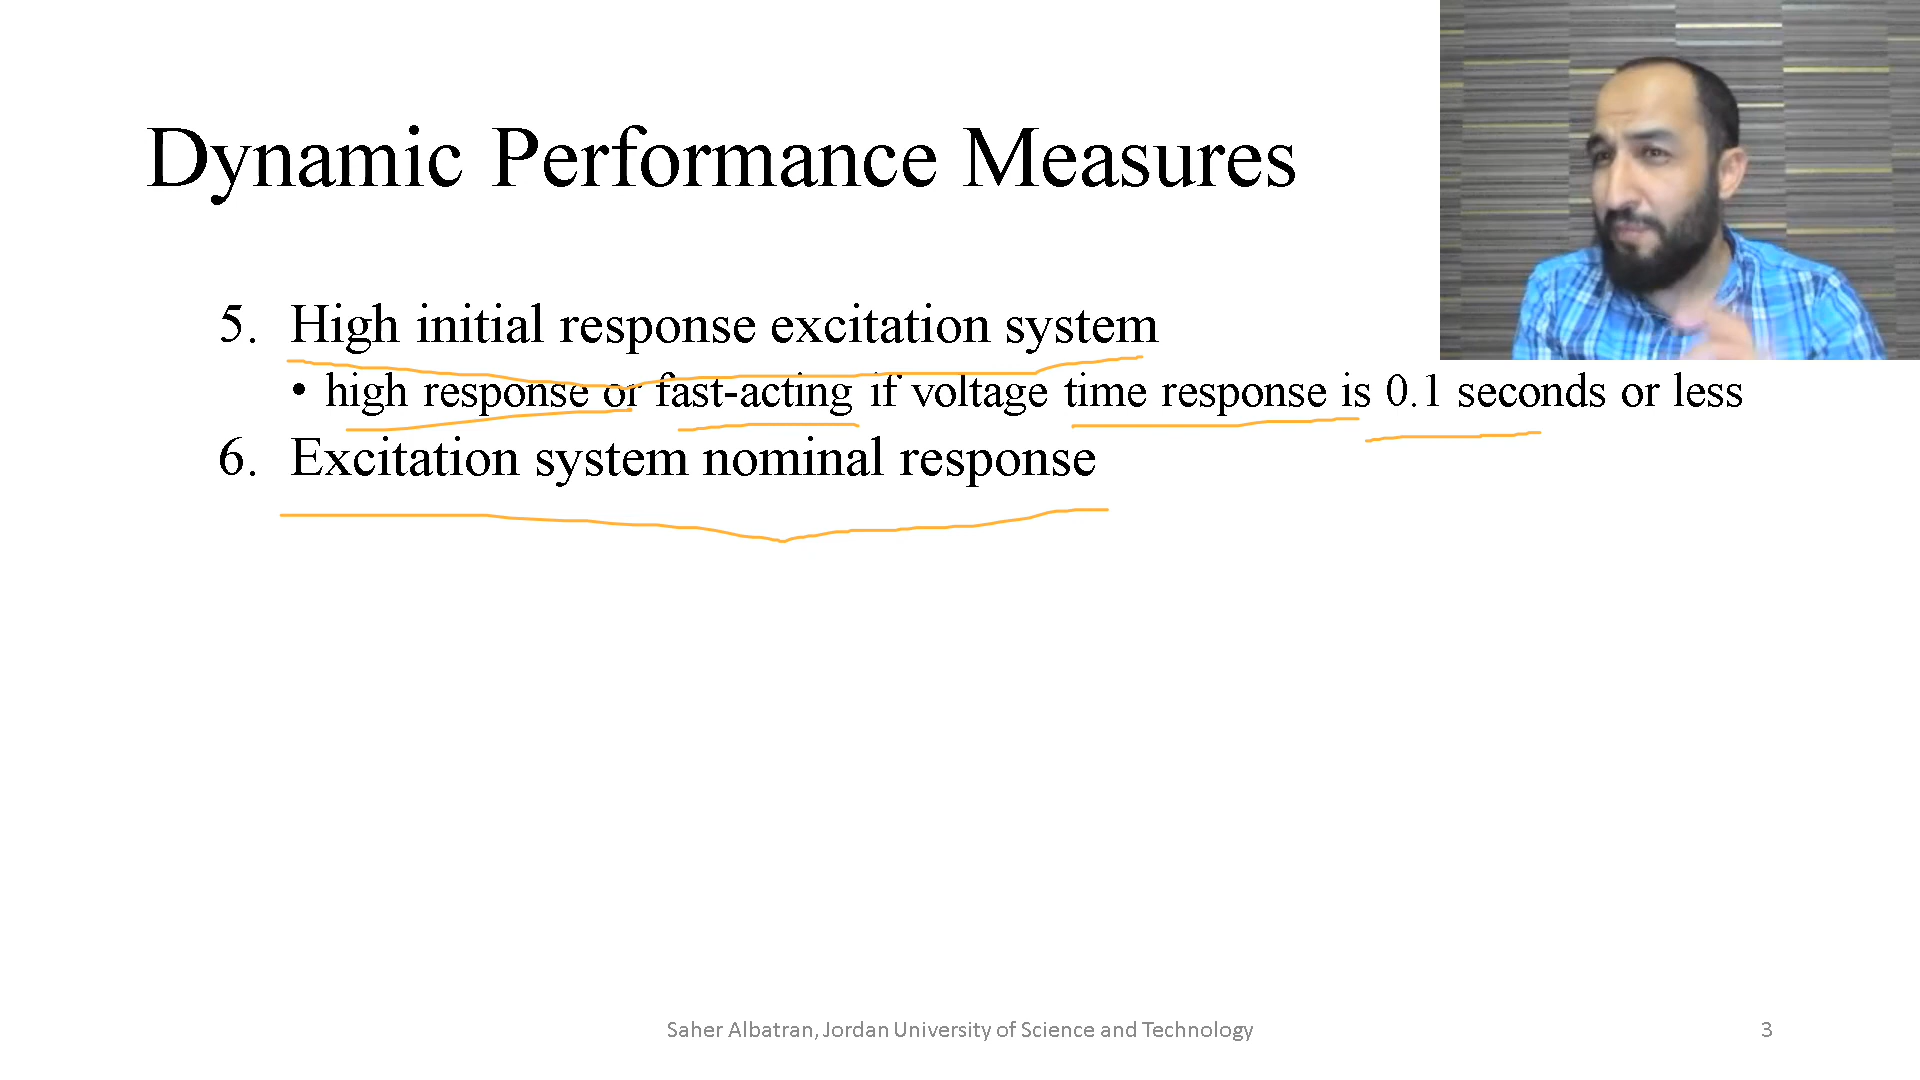 Dynamic Performance Measures
5. High initial response excitation system
• high response or fast-acting if voltage time response is 0.1 seconds or less
6. Excitation system nominal response
Saher Albatran, Jordan University of Science and Technology
3